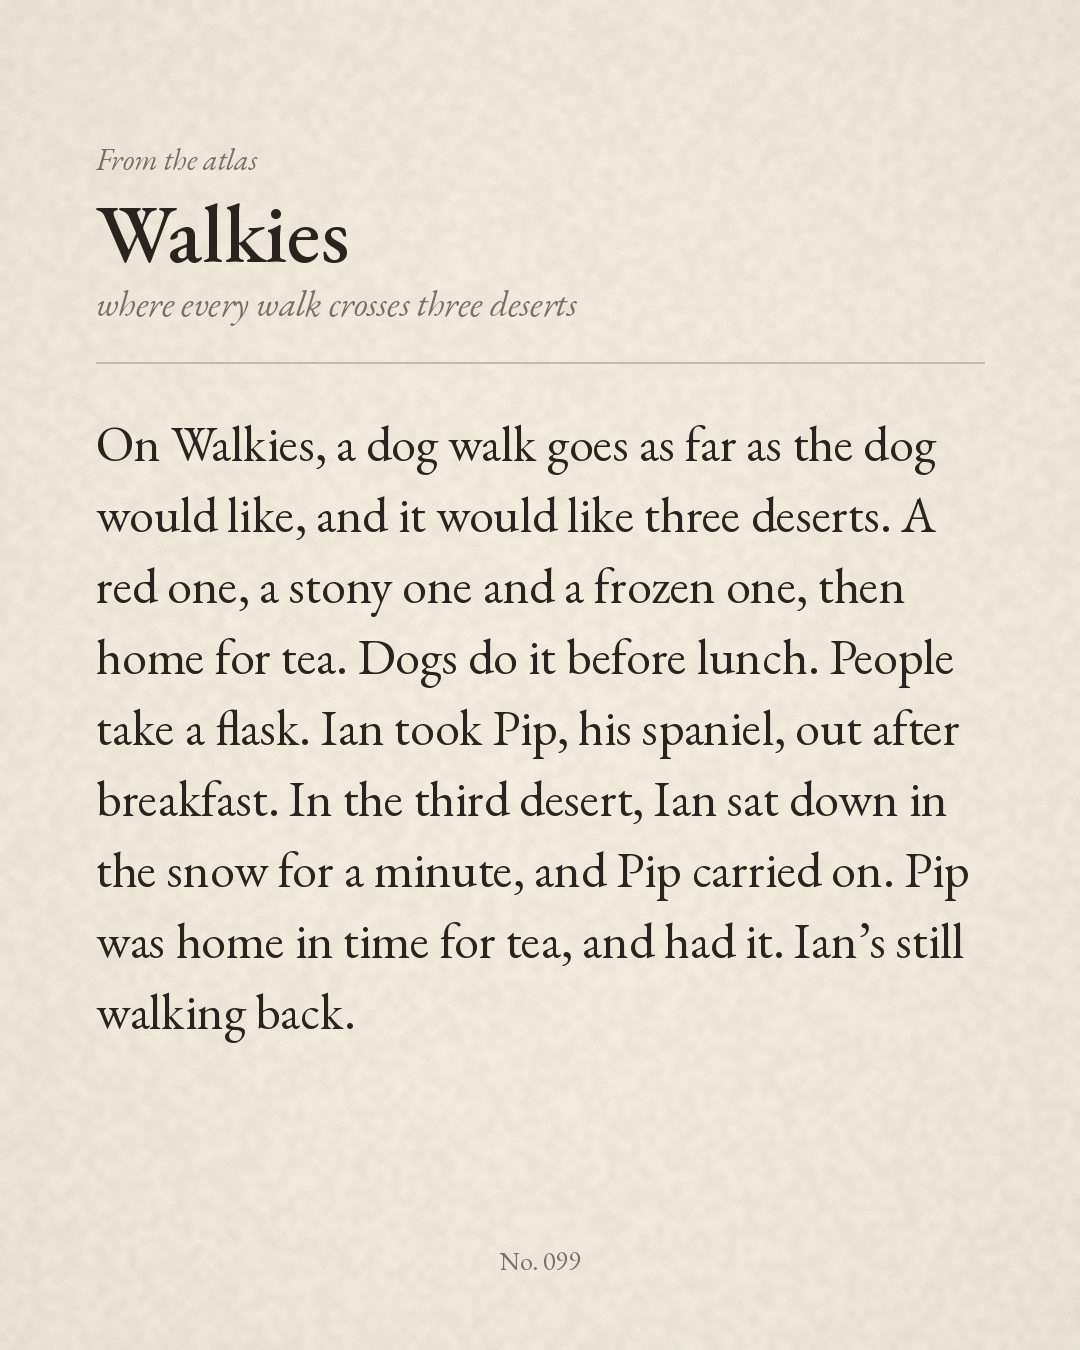 From the atlas
Walkies
where every walk crosses three deserts
On Walkies, a dog walk goes as far as the dog
would like, and it would like three deserts. A
red one, a stony one and a frozen one, then
home for tea. Dogs do it before lunch. People
take a flask. Ian took Pip, his spaniel, out after
breakfast. In the third desert, Ian sat down in
the snow for a minute, and Pip carried on. Pip
was home in time for tea, and had it. Ian’s still
walking back.
No. 099